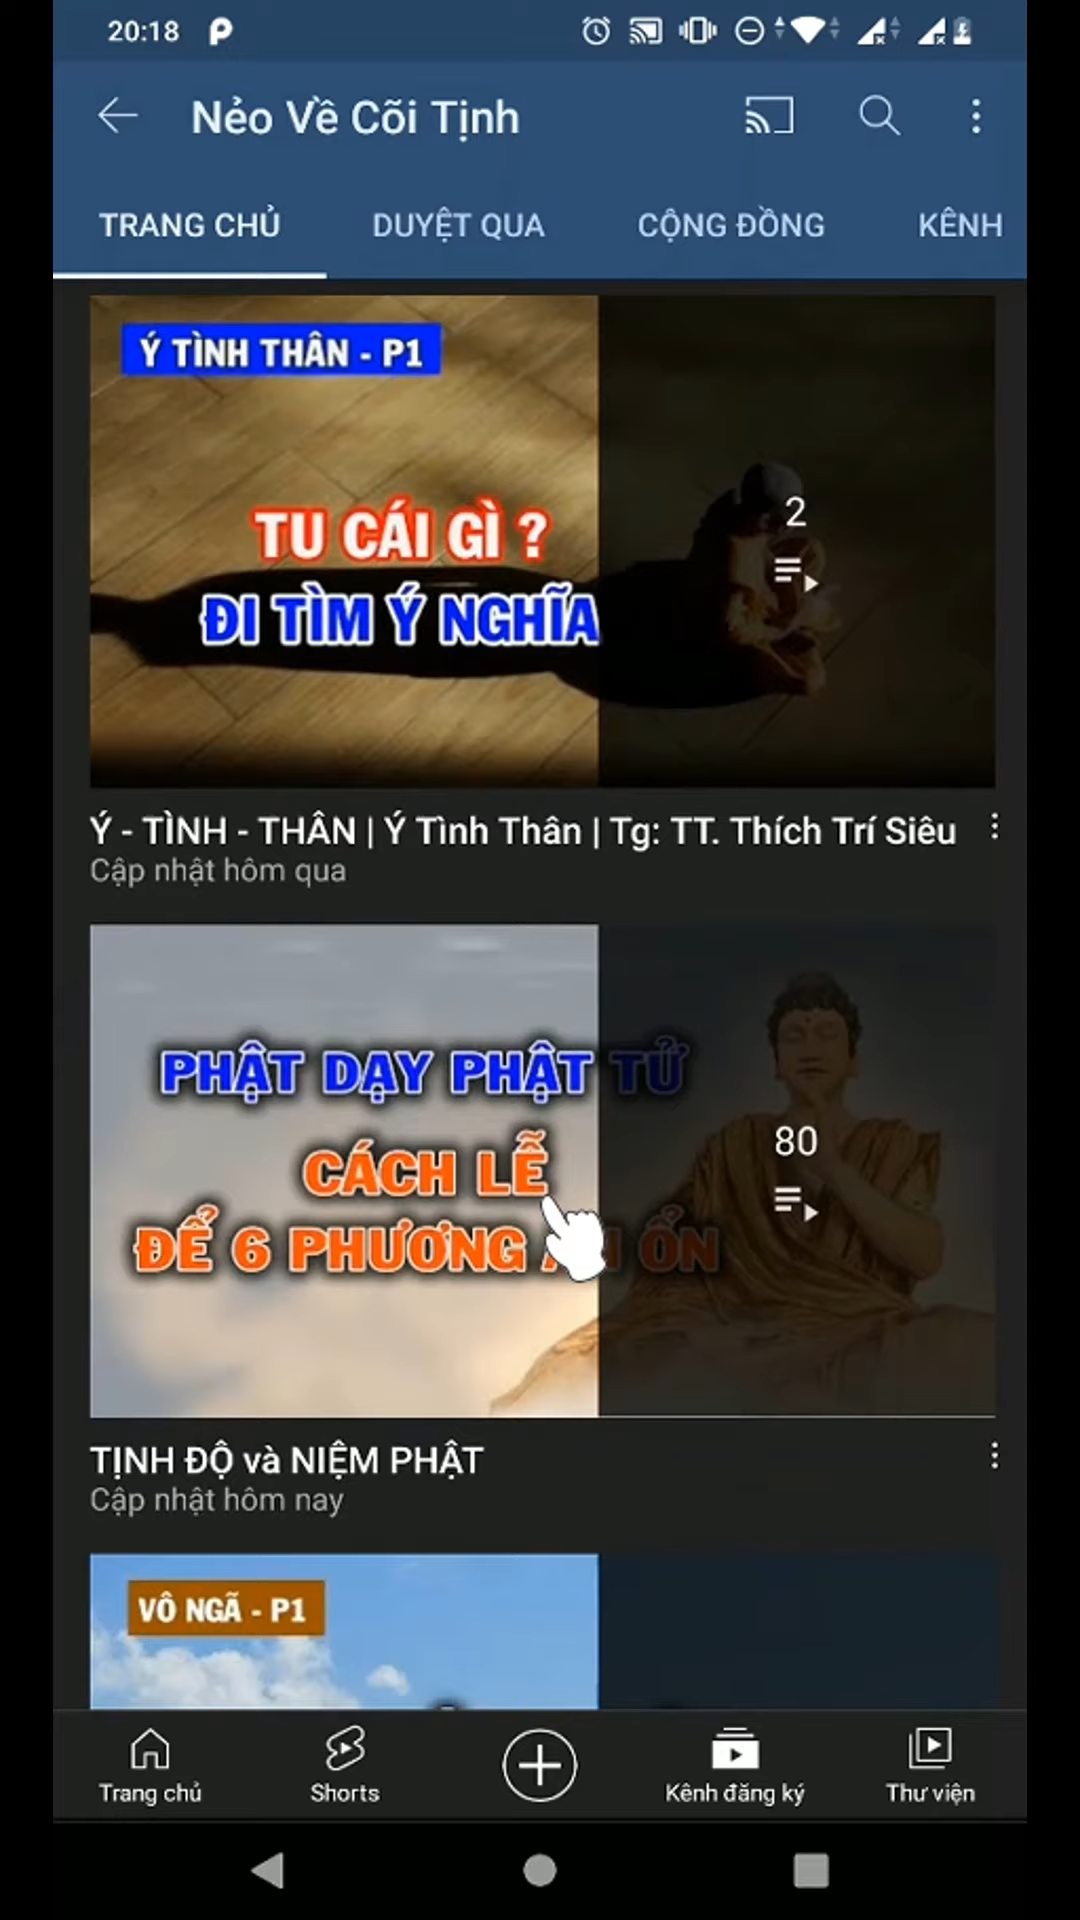 20:18
Nẻo Về Cõi Tịnh
TRANG CHỦ
DUYỆT QUA
CỘNG ĐỒNG
KÊNH
Ý TÌNH THÂN - P1
TU CÁI GÌ ?
ĐI TÌM Ý NGHĨA
2
Ý - TÌNH - THÂN | Ý Tình Thân | Tg: TT. Thích Trí Siêu
Cập nhật hôm qua
PHẬT DẠY PHẬT TỬ
CÁCH LỄ
ĐỂ 6 PHƯƠNG AN ỔN
80
TỊNH ĐỘ và NIỆM PHẬT
Cập nhật hôm nay
VÔ NGÃ - P1
Trang chủ
Shorts
Kênh đăng ký
Thư viện